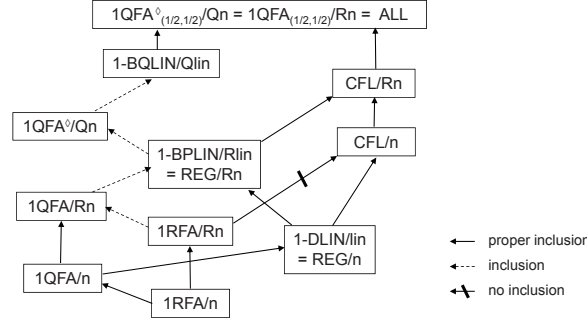 1QFA◊(1/2,1/2)/Qn = 1QFA(1/2,1/2)/Rn = ALL
1-BQLIN/Qlin
CFL/Rn
1QFA◊/Qn
CFL/n
1-BPLIN/Rlin
= REG/Rn
1QFA/Rn
1RFA/Rn
1-DLIN/lin
= REG/n
proper inclusion
inclusion
no inclusion
1QFA/n
1RFA/n